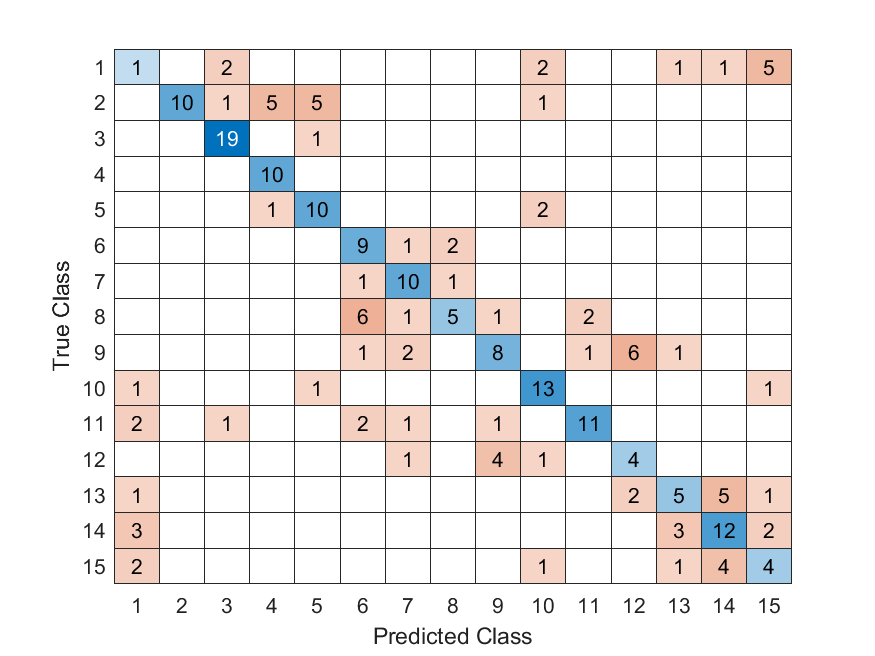 1 1 2 2 1 1 5
2 10 1 5 5 1
3 19 1
4 10
5 1 10 2
6 9 1 2
7 1 10 1
8 6 1 5 1 2
9 1 2 8 1 6 1
10 1 1 13 1
11 2 1 2 1 1 11
12 1 4 1 4
13 1 2 5 5 1
14 3 3 12 2
15 2 1 1 4 4
1 2 3 4 5 6 7 8 9 10 11 12 13 14 15
Predicted Class
True Class